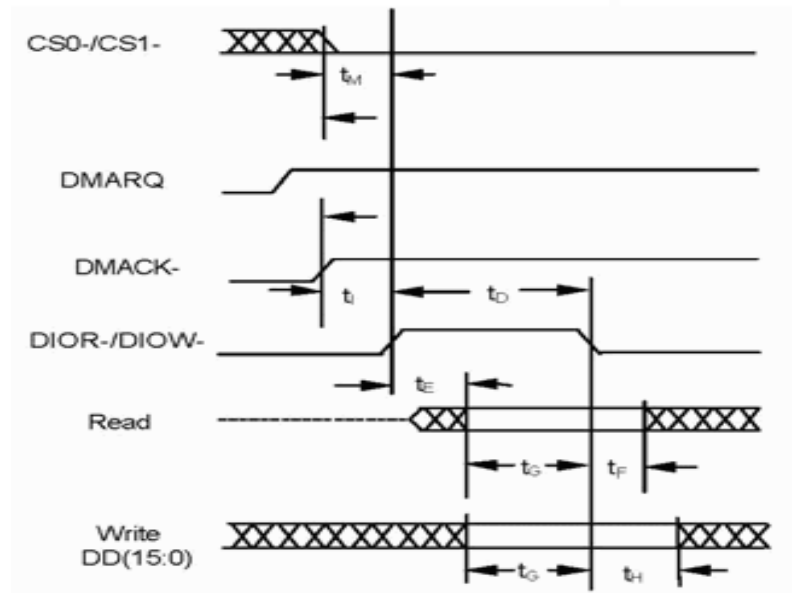 CS0-/CS1-
tM
DMARQ
DMACK-
tI
tD
DIOR-/DIOW-
tE
Read
tG
tF
Write
DD(15:0)
tG
tH